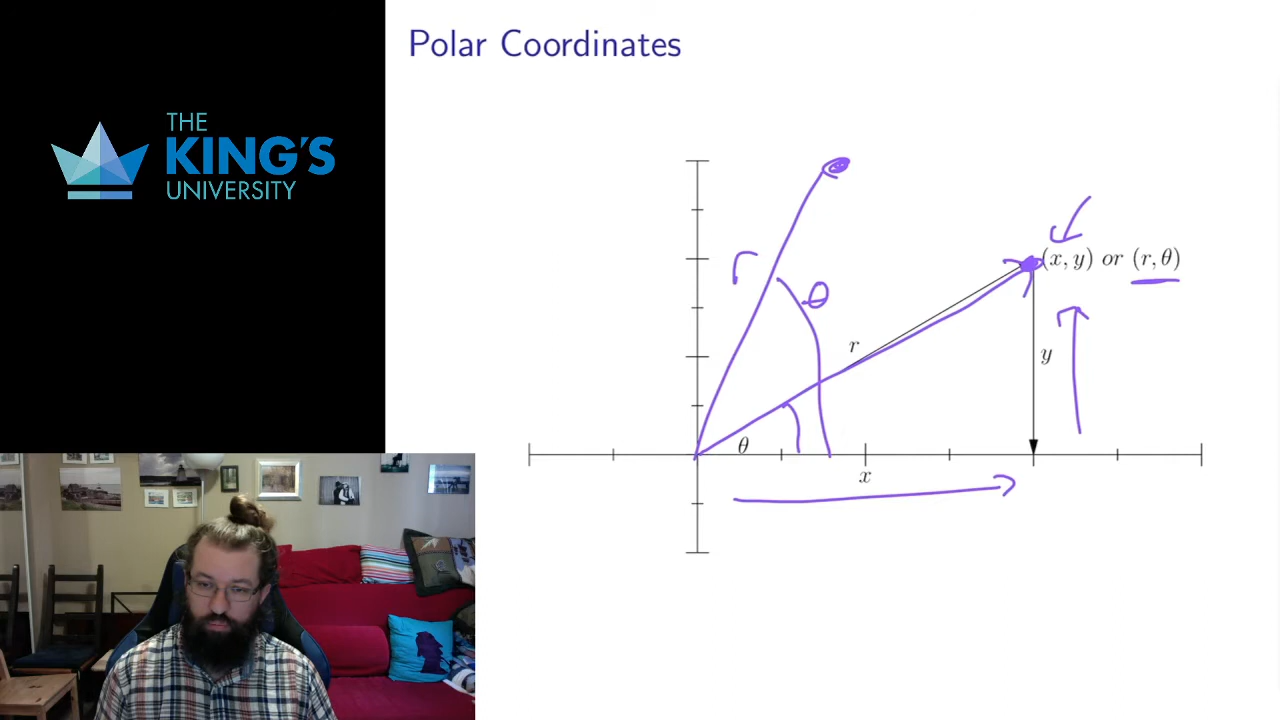 THE
KING'S
UNIVERSITY
Polar Coordinates
r
θ
(x, y) or (r, θ)
r
y
θ
x